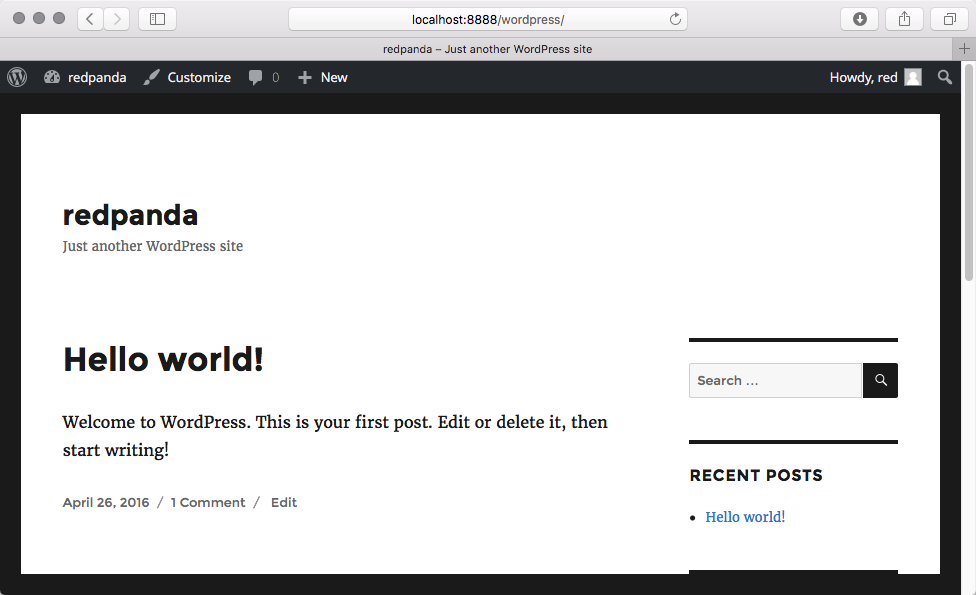 localhost:8888/wordpress/
redpanda – Just another WordPress site
redpanda Customize 0 New Howdy, red
redpanda
Just another WordPress site
Hello world!
Welcome to WordPress. This is your first post. Edit or delete it, then
start writing!
April 26, 2016 / 1 Comment / Edit
Search …
RECENT POSTS
Hello world!